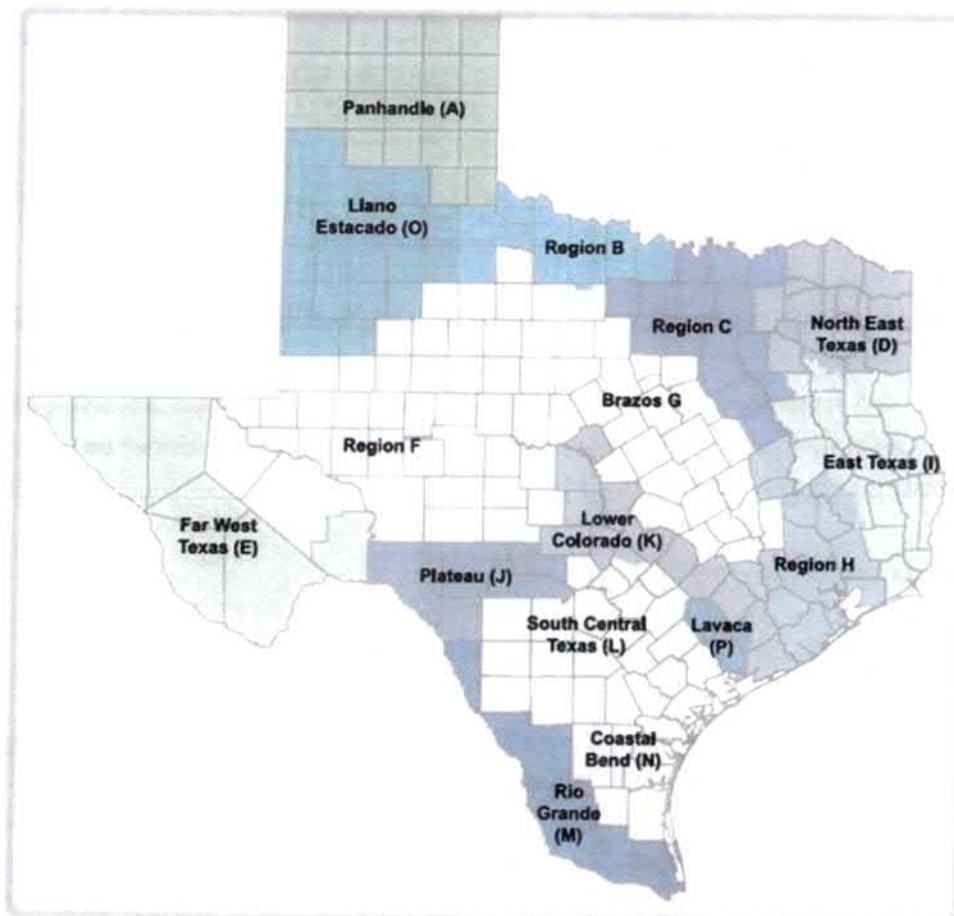 Panhandle (A)
Llano
Estacado (O)
Region B
Region C
North East
Texas (D)
Brazos G
Region F
East Texas (I)
Far West
Texas (E)
Lower
Colorado (K)
Region H
Plateau (J)
South Central
Texas (L)
Lavaca
(P)
Coastal
Bend (N)
Rio
Grande
(M)